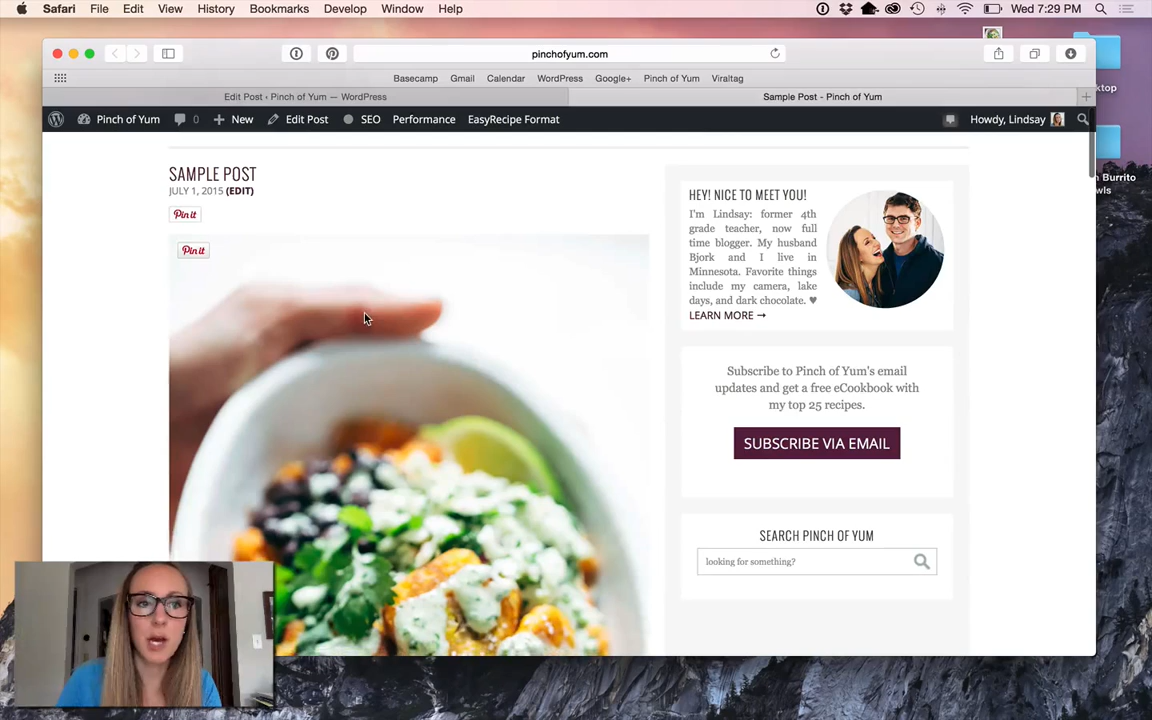 Safari File Edit View History Bookmarks Develop Window Help
Wed 7:29 PM
pinchofyum.com
Basecamp Gmail Calendar WordPress Google+ Pinch of Yum Viraltag
Edit Post ‹ Pinch of Yum — WordPress
Sample Post - Pinch of Yum
ktop
Pinch of Yum 0 New Edit Post SEO Performance EasyRecipe Format
Howdy, Lindsay
Burrito
wls
SAMPLE POST
JULY 1, 2015 (EDIT)
Pin it
Pin it
HEY! NICE TO MEET YOU!
I'm Lindsay: former 4th
grade teacher, now full
time blogger. My husband
Bjork and I live in
Minnesota. Favorite things
include my camera, lake
days, and dark chocolate. ♥
LEARN MORE →
Subscribe to Pinch of Yum's email
updates and get a free eCookbook with
my top 25 recipes.
SUBSCRIBE VIA EMAIL
SEARCH PINCH OF YUM
looking for something?